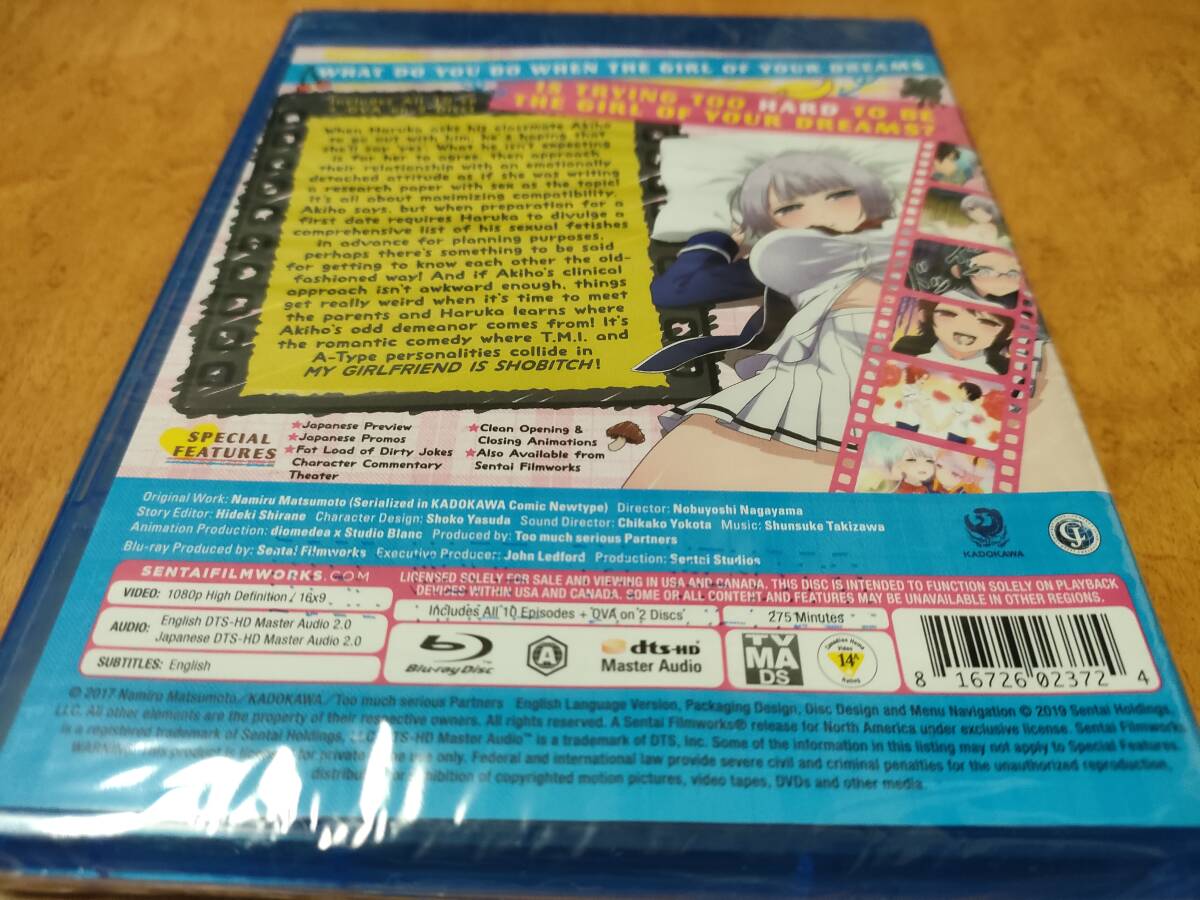 WHAT DO YOU DO WHEN THE GIRL OF YOUR DREAMS
IS TRYING TOO HARD TO BE
THE GIRL OF YOUR DREAMS?
When Haruka asks his classmate Akiho
to go out with him, he's hoping that
she'll say 'yes.' What he isn't expecting
is for her to agree, then approach
their relationship with an emotionally
detached attitude as if she was writing
a research paper with sex as the topic!
It's all about maximizing compatibility,
Akiho says, but when preparation for a
first date requires Haruka to divulge a
comprehensive list of his sexual fetishes
in advance for planning purposes,
perhaps there's something to be said
for getting to know each other the old-
fashioned way! And if Akiho's clinical
approach isn't awkward enough, things
get really weird when it's time to meet
the parents and Haruka learns where
Akiho's odd demeanor comes from! It's
the romantic comedy where T.M.I. and
A-Type personalities collide in
MY GIRLFRIEND IS SHOBITCH!
SPECIAL
FEATURES
★Japanese Preview
★Japanese Promos
★Fat Load of Dirty Jokes
Character Commentary
Theater
★Clean Opening &
Closing Animations
★Also Available from
Sentai Filmworks
Original Work: Namiru Matsumoto (Serialized in KADOKAWA Comic Newtype) Director: Nobuyoshi Nagayama
Story Editor: Hideki Shirane Character Design: Shoko Yasuda Sound Director: Chikako Yokota Music: Shunsuke Takizawa
Animation Production: diomedea x Studio Blanc Produced by: Too much serious Partners
Blu-ray Produced by: Sentai Filmworks Executive Producer: John Ledford Production: Sentai Studios
KADOKAWA
SENTAIFILMWORKS.COM
LICENSED SOLELY FOR SALE AND VIEWING IN USA AND CANADA. THIS DISC IS INTENDED TO FUNCTION SOLELY ON PLAYBACK
DEVICES WITHIN USA AND CANADA. SOME OR ALL CONTENT AND FEATURES MAY BE UNAVAILABLE IN OTHER REGIONS.
VIDEO: 1080p High Definition / 16x9
Includes All 10 Episodes + OVA on 2 Discs
275 Minutes
AUDIO: English DTS-HD Master Audio 2.0
Japanese DTS-HD Master Audio 2.0
SUBTITLES: English
Blu-ray Disc
A
dts-HD
Master Audio
TV
MA
DS
Canadian Home
Video
14A
Rated
8 16726 02372 4
© 2017 Namiru Matsumoto/KADOKAWA/Too much serious Partners English Language Version, Packaging Design, Disc Design and Menu Navigation © 2019 Sentai Holdings,
LLC. All other elements are the property of their respective owners. All rights reserved. A Sentai Filmworks® release for North America under exclusive license. Sentai Filmworks
is a registered trademark of Sentai Holdings, DTS-HD Master Audio™ is a trademark of DTS, Inc. Some of the information in this listing may not apply to Special Features.
WARNING: This product is for private use only. Federal and international law provide severe civil and criminal penalties for the unauthorized reproduction,
of copyrighted motion pictures, video tapes, DVDs and other media.